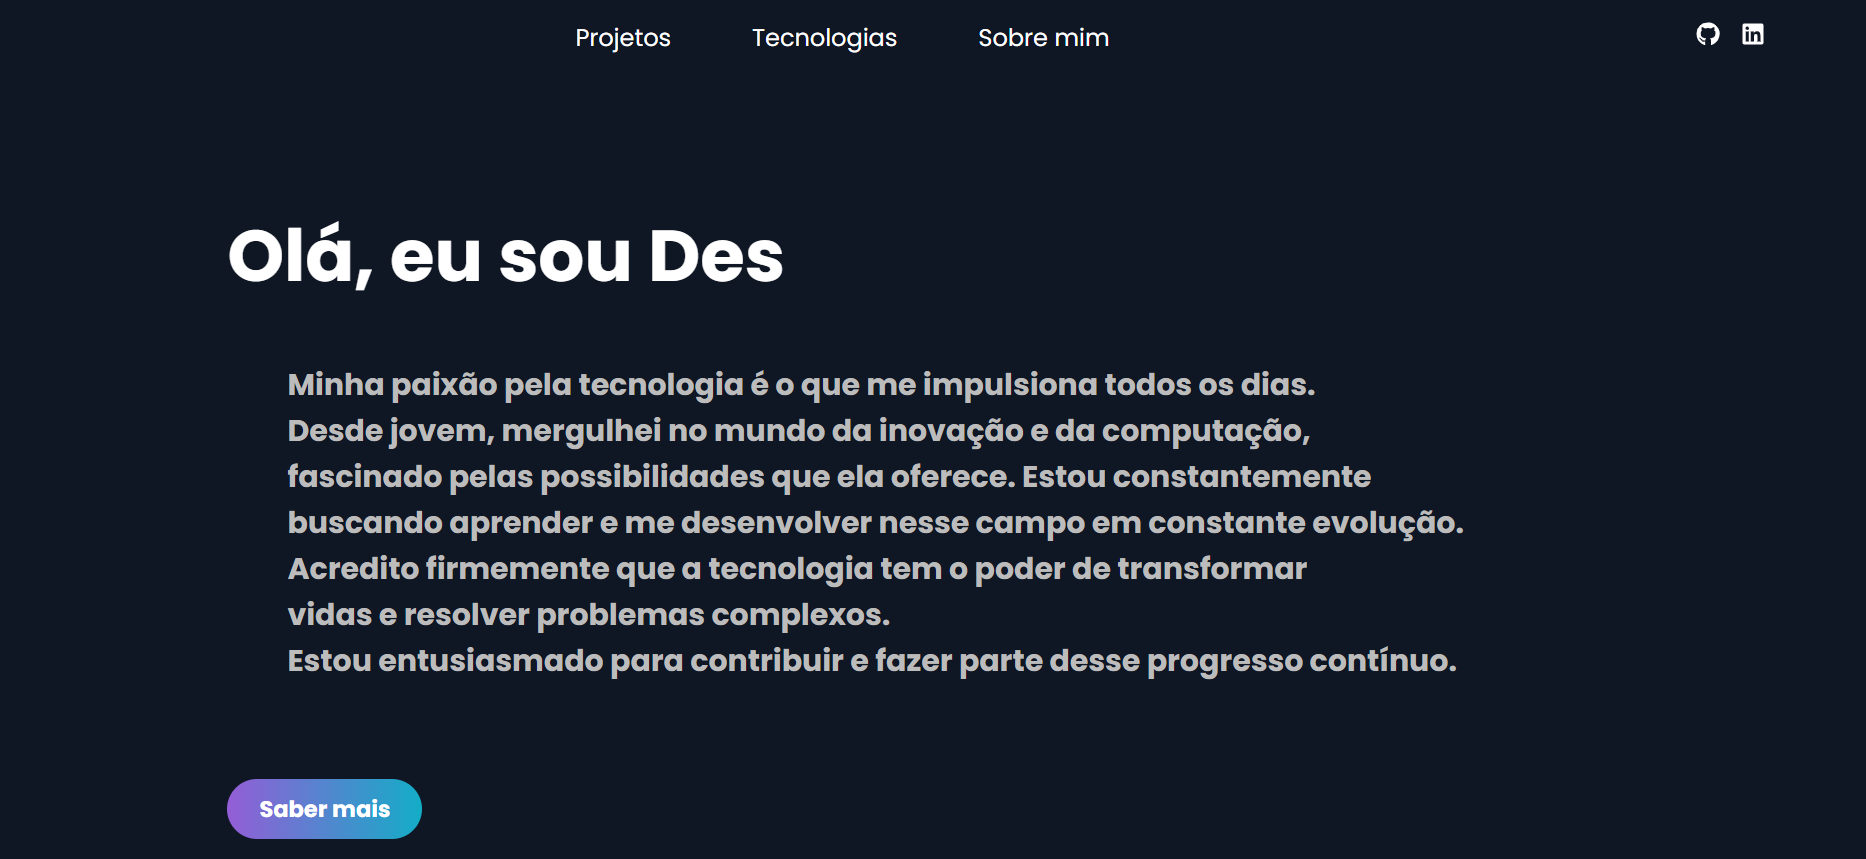 Projetos Tecnologias Sobre mim
Olá, eu sou Des
Minha paixão pela tecnologia é o que me impulsiona todos os dias.
Desde jovem, mergulhei no mundo da inovação e da computação,
fascinado pelas possibilidades que ela oferece. Estou constantemente
buscando aprender e me desenvolver nesse campo em constante evolução.
Acredito firmemente que a tecnologia tem o poder de transformar
vidas e resolver problemas complexos.
Estou entusiasmado para contribuir e fazer parte desse progresso contínuo.
Saber mais